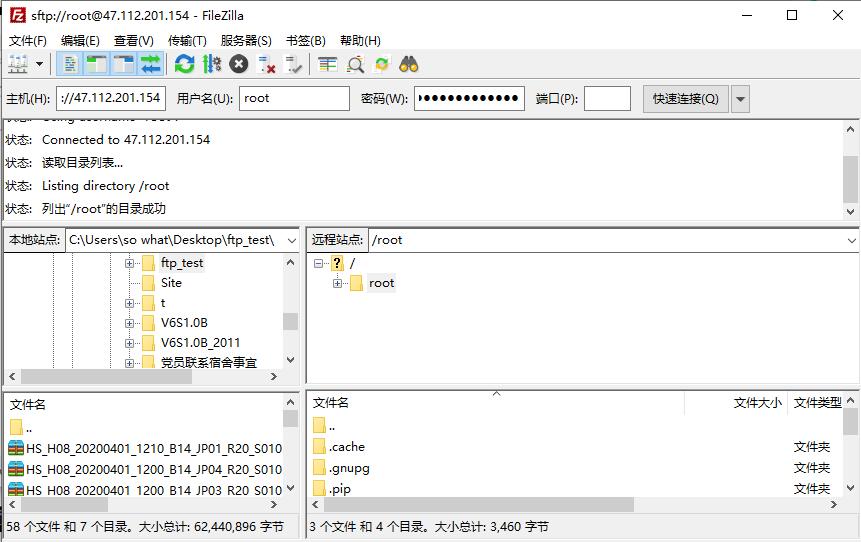 sftp://root@47.112.201.154 - FileZilla
文件(F) 编辑(E) 查看(V) 传输(T) 服务器(S) 书签(B) 帮助(H)
主机(H): ://47.112.201.154 用户名(U): root 密码(W): ●●●●●●●●●●●●● 端口(P): 快速连接(Q)
状态: Connected to 47.112.201.154
状态: 读取目录列表...
状态: Listing directory /root
状态: 列出“/root”的目录成功
本地站点: C:\Users\so what\Desktop\ftp_test\
ftp_test
Site
t
V6S1.0B
V6S1.0B_2011
党员联系宿舍事宜
远程站点: /root
? /
root
文件名
..
HS_H08_20200401_1210_B14_JP01_R20_S010
HS_H08_20200401_1200_B14_JP04_R20_S010
HS_H08_20200401_1200_B14_JP03_R20_S010
58 个文件 和 7 个目录。大小总计: 62,440,896 字节
文件名 文件大小 文件类型
..
.cache 文件夹
.gnupg 文件夹
.pip 文件夹
3 个文件 和 4 个目录。大小总计: 3,460 字节